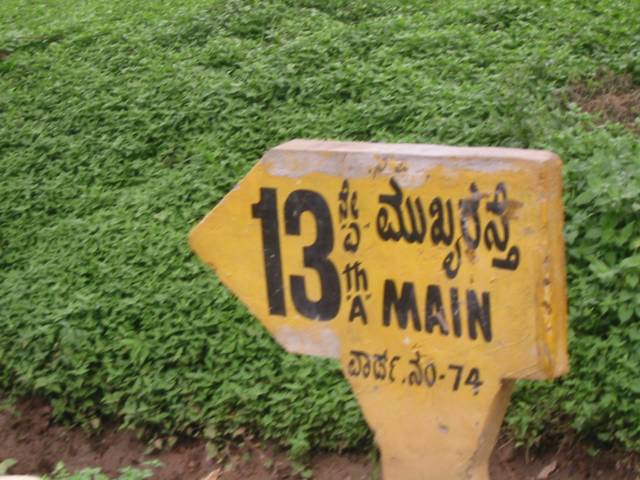 13 ನೇ ಮುಖ್ಯರಸ್ತೆ
"ಎ"
th
"A" MAIN
ವಾರ್ಡ್.ನಂ-74